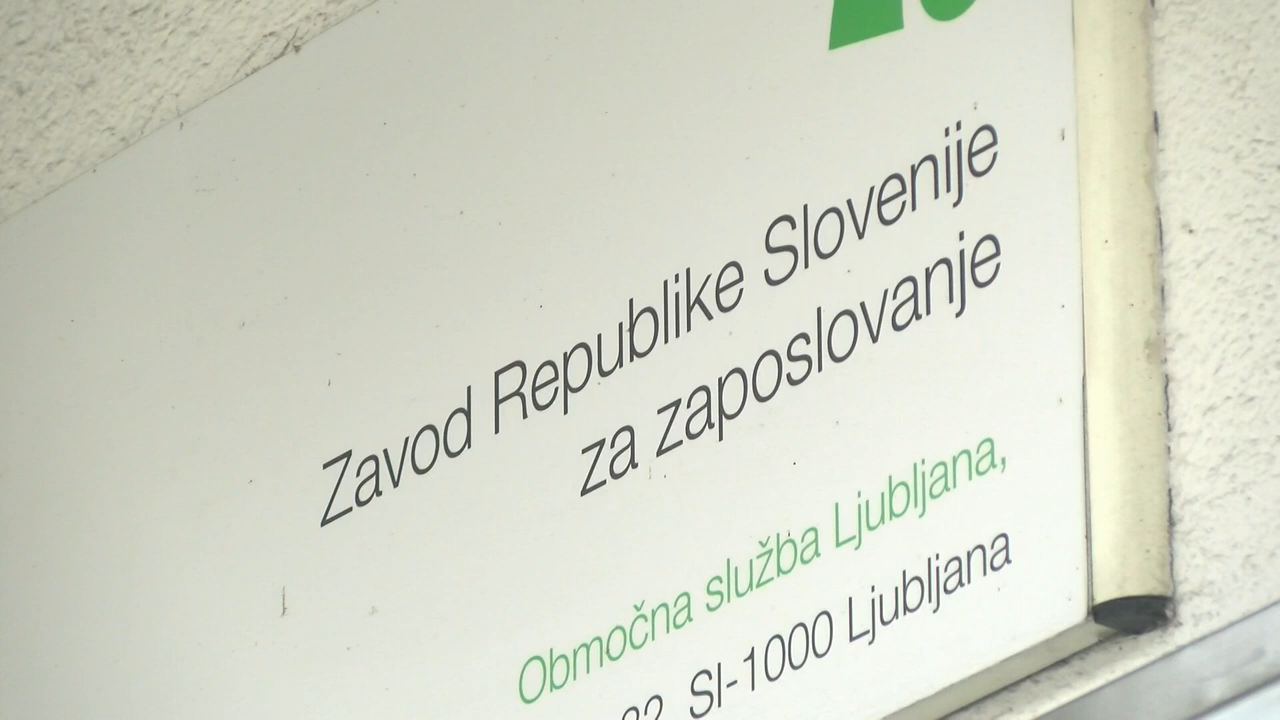 Zavod Republike Slovenije
za zaposlovanje
Območna služba Ljubljana,
SI-1000 Ljubljana